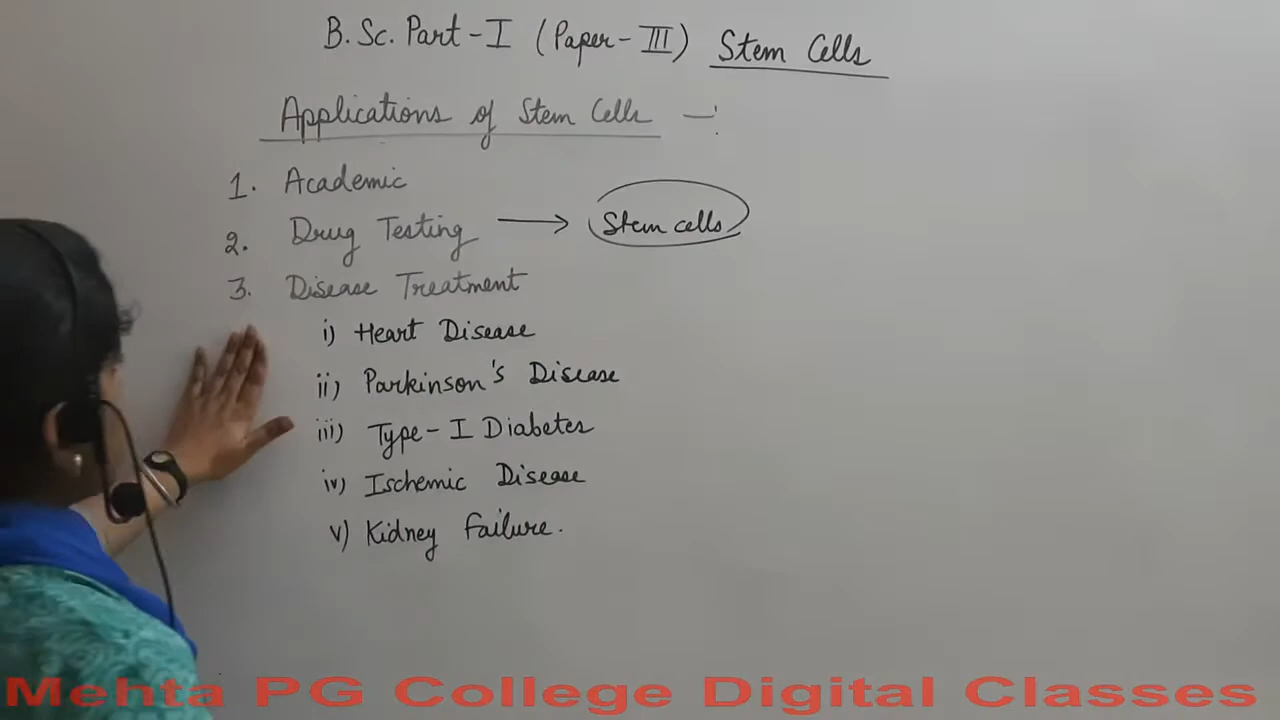 B.Sc. Part-I (Paper-III) Stem Cells
Applications of Stem Cells —:
1. Academic
2. Drug Testing → Stem cells
3. Disease Treatment
i) Heart Disease
ii) Parkinson's Disease
iii) Type-I Diabetes
iv) Ischemic Disease
v) Kidney Failure.
Mehta PG College Digital Classes